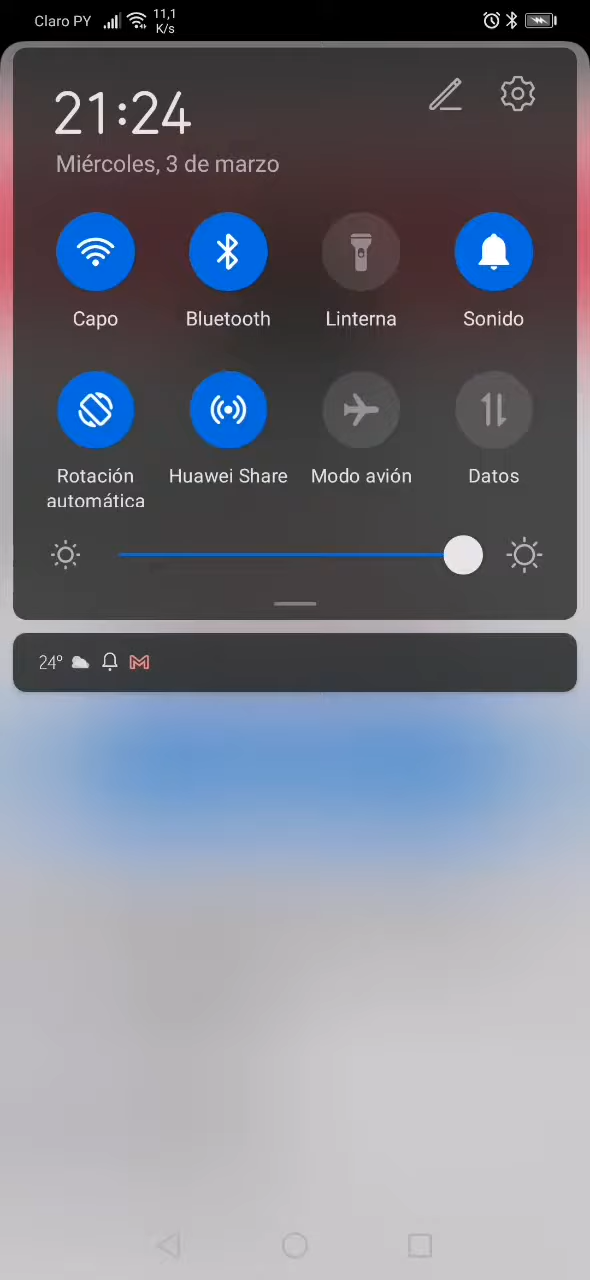 Claro PY
11,1
K/s
21:24
Miércoles, 3 de marzo
Capo
Bluetooth
Linterna
Sonido
Rotación
automática
Huawei Share
Modo avión
Datos
24°